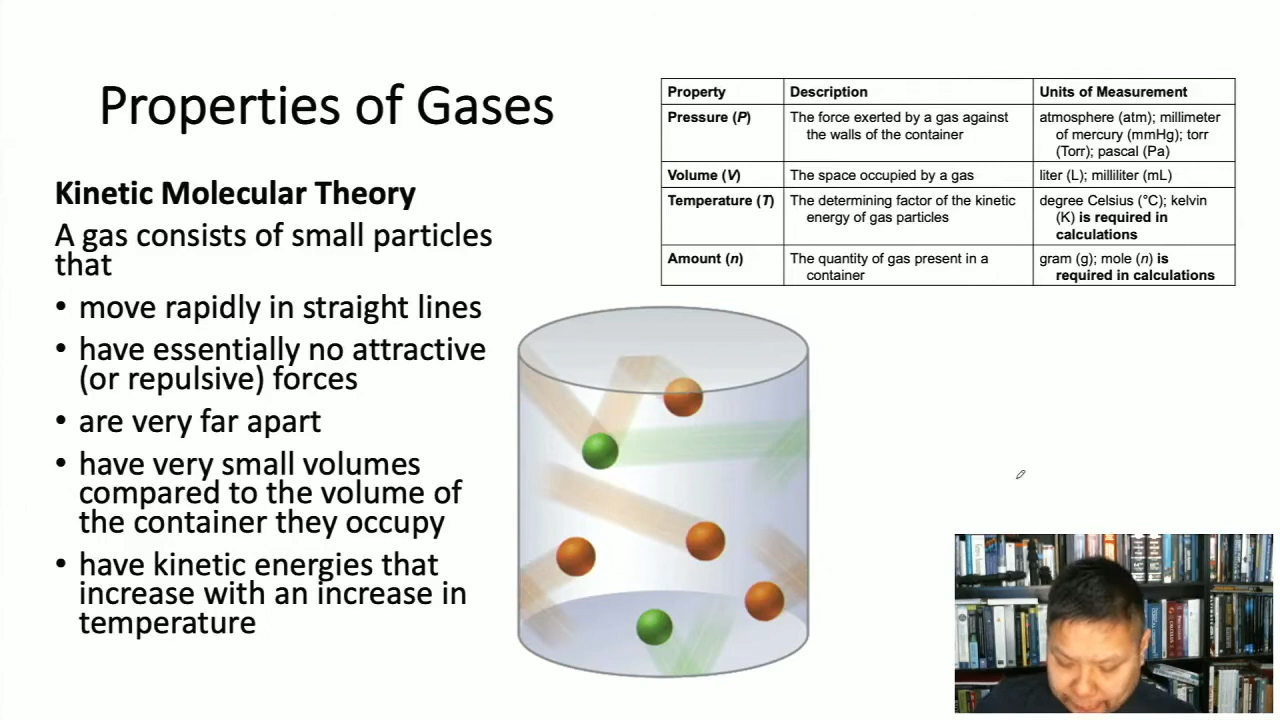 Properties of Gases
Kinetic Molecular Theory
A gas consists of small particles
that
• move rapidly in straight lines
• have essentially no attractive
(or repulsive) forces
• are very far apart
• have very small volumes
compared to the volume of
the container they occupy
• have kinetic energies that
increase with an increase in
temperature
Property Description Units of Measurement
Pressure (P) The force exerted by a gas against atmosphere (atm); millimeter
the walls of the container of mercury (mmHg); torr
(Torr); pascal (Pa)
Volume (V) The space occupied by a gas liter (L); milliliter (mL)
Temperature (T) The determining factor of the kinetic degree Celsius (°C); kelvin
energy of gas particles (K) is required in
calculations
Amount (n) The quantity of gas present in a gram (g); mole (n) is
container required in calculations